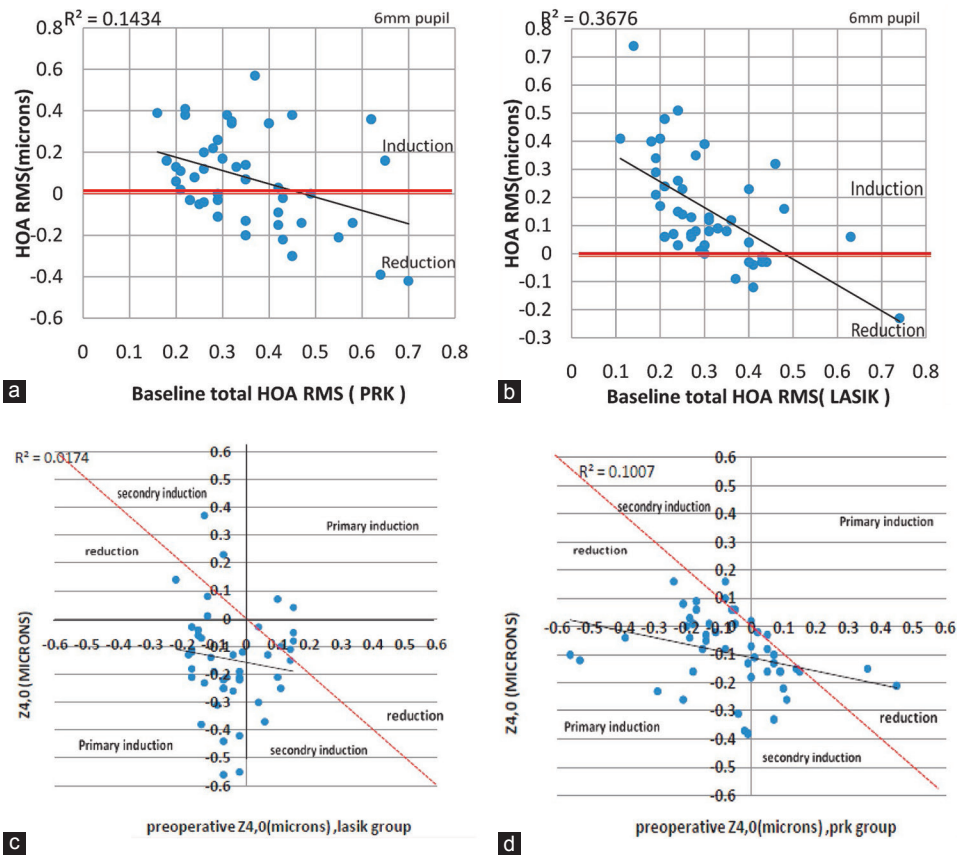 R² = 0.1434
6mm pupil
HOA RMS(microns)
0.8
0.6
0.4
0.2
0
-0.2
-0.4
-0.6
Induction
Reduction
0 0.1 0.2 0.3 0.4 0.5 0.6 0.7 0.8
Baseline total HOA RMS ( PRK )
a
R² = 0.3676
6mm pupil
HOA RMS(microns)
0.8
0.7
0.6
0.5
0.4
0.3
0.2
0.1
0
-0.1
-0.2
-0.3
Induction
Reduction
0 0.1 0.2 0.3 0.4 0.5 0.6 0.7 0.8
Baseline total HOA RMS( LASIK )
b
R² = 0.0174
0.6
0.5
0.4
0.3
0.2
0.1
0
-0.1
-0.2
-0.3
-0.4
-0.5
-0.6
secondry induction
Primary induction
reduction
-0.6 -0.5 -0.4 -0.3 -0.2 -0.1 0 0.1 0.2 0.3 0.4 0.5 0.6
Z4,0(MICRONS)
reduction
Primary induction
secondry induction
preoperative Z4,0(microns) ,lasik group
c
R² = 0.1007
0.6
0.5
0.4
0.3
0.2
0.1
0
-0.1
-0.2
-0.3
-0.4
-0.5
-0.6
secondry induction
Primary induction
reduction
-0.6 -0.5 -0.4 -0.3 -0.2 -0.1 0.0 0.1 0.2 0.3 0.4 0.5 0.6
Z4,0 (MICRONS)
reduction
Primary induction
secondry induction
preoperative Z4,0(microns) ,prk group
d